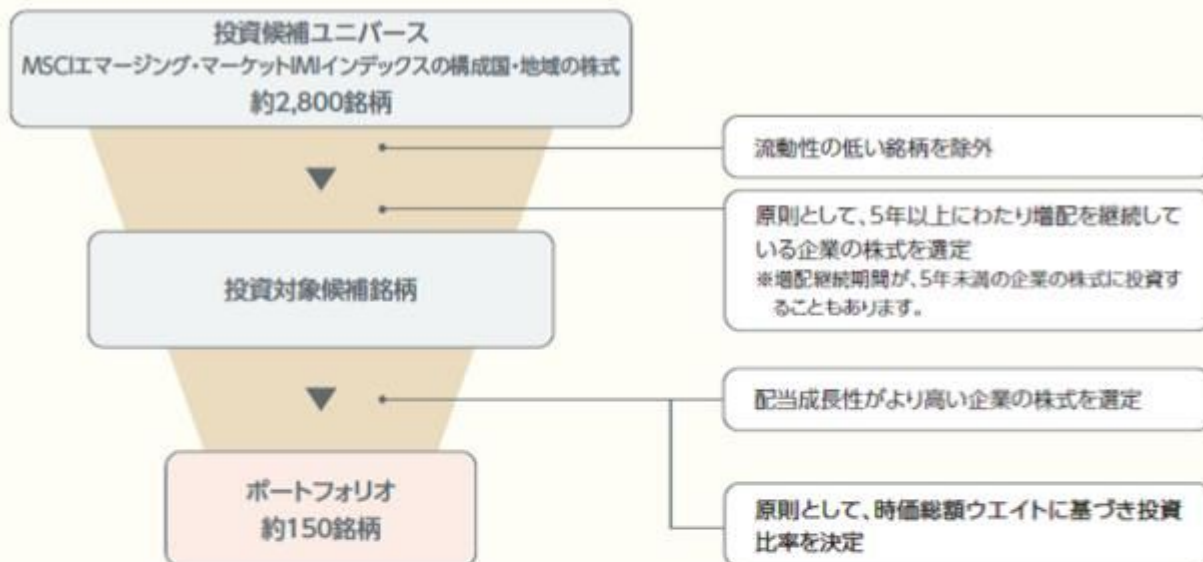 投資候補ユニバース
MSCIエマージング・マーケットIMIインデックスの構成国・地域の株式
約2,800銘柄
流動性の低い銘柄を除外
原則として、5年以上にわたり増配を継続して
いる企業の株式を選定
※増配継続期間が、5年未満の企業の株式に投資す
ることもあります。
投資対象候補銘柄
配当成長性がより高い企業の株式を選定
ポートフォリオ
約150銘柄
原則として、時価総額ウエイトに基づき投資
比率を決定